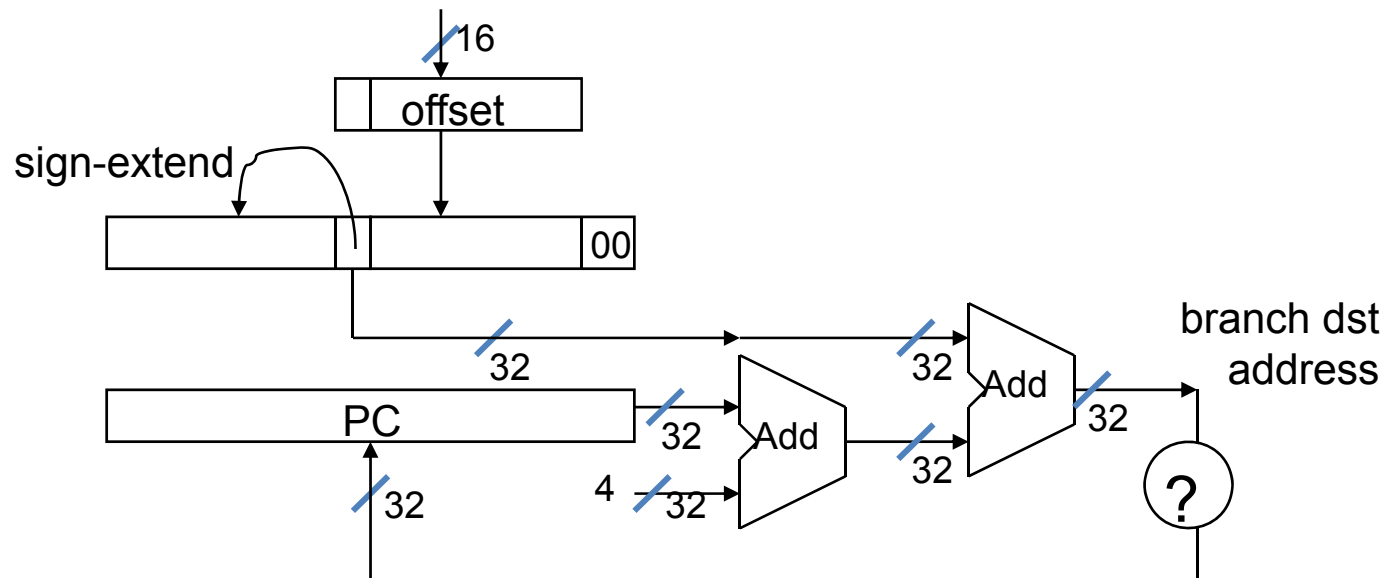 16
offset
sign-extend
00
branch dst
address
32
32
Add
32
PC
32
Add
32
32
4
32
32
?